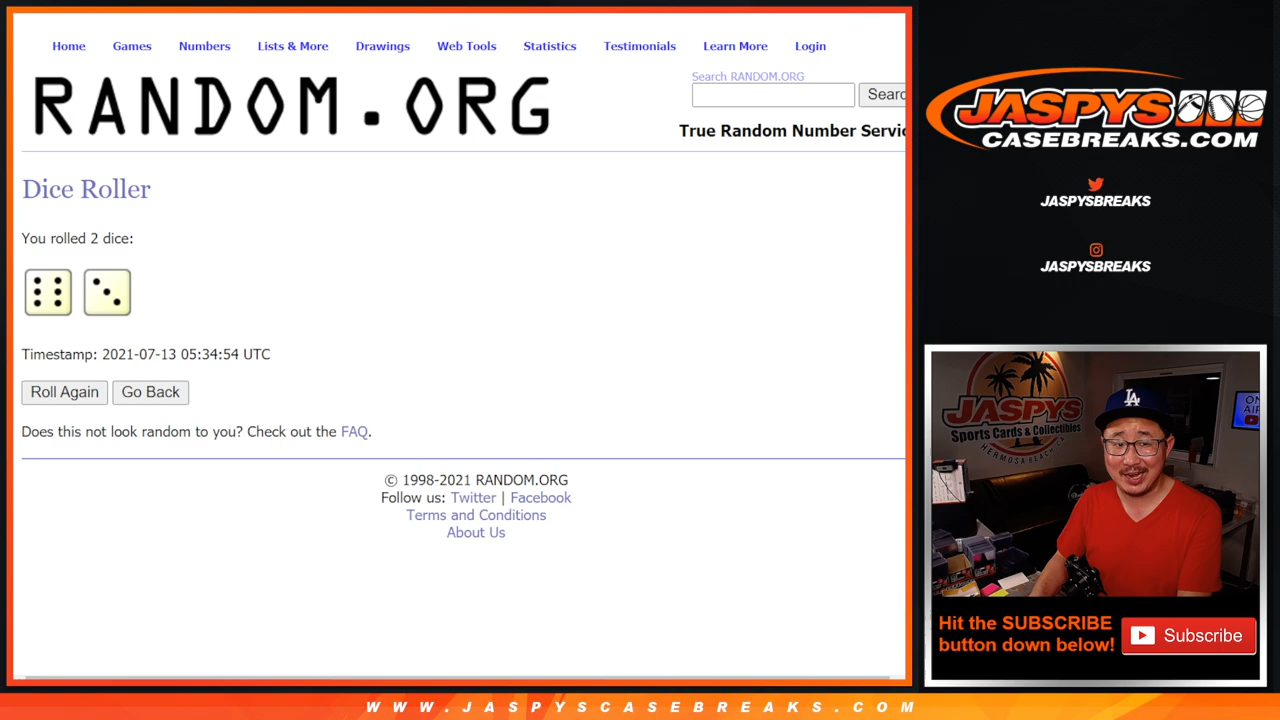 Home Games Numbers Lists & More Drawings Web Tools Statistics Testimonials Learn More Login
RANDOM.ORG
Search RANDOM.ORG
True Random Number Servic
Searc
Dice Roller
You rolled 2 dice:
Timestamp: 2021-07-13 05:34:54 UTC
Roll Again Go Back
Does this not look random to you? Check out the FAQ.
© 1998-2021 RANDOM.ORG
Follow us: Twitter | Facebook
Terms and Conditions
About Us
JASPYS
CASEBREAKS.COM
JASPYSBREAKS
JASPYSBREAKS
JASPYS
Sports Cards & Collectibles
HERMOSA BEACH, CA
LA
ON
AIR
Hit the SUBSCRIBE
button down below!
Subscribe
WWW.JASPYSCASEBREAKS.COM